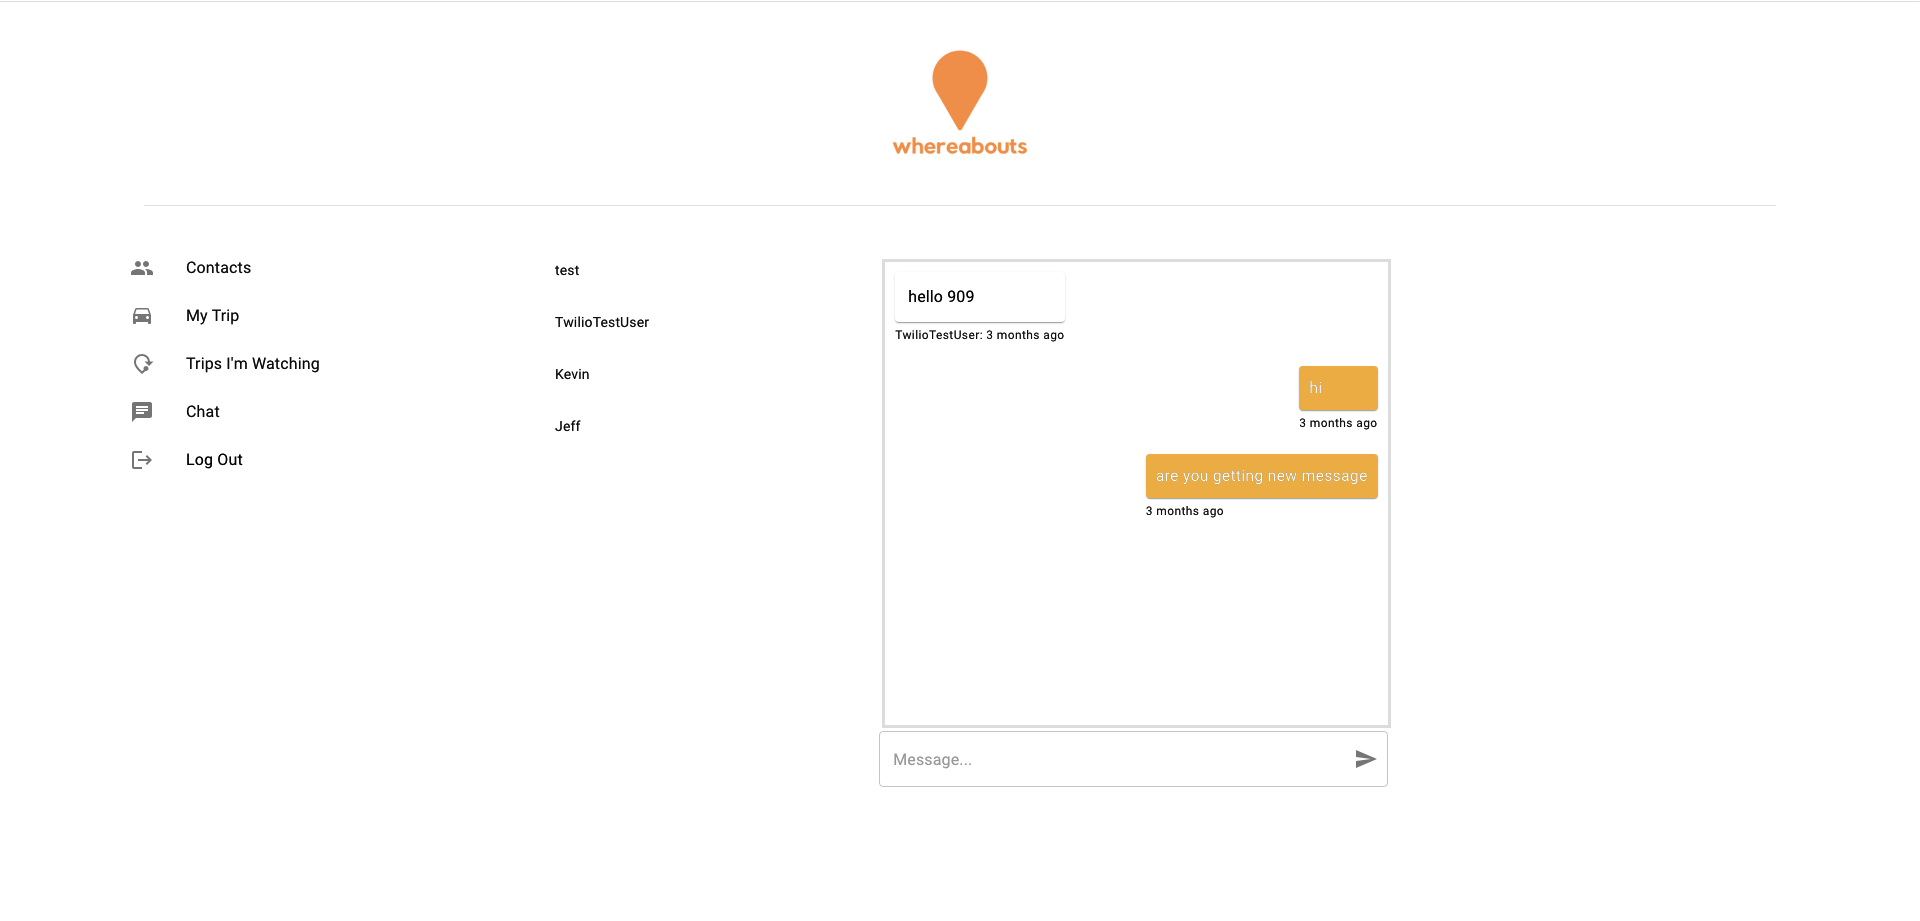 whereabouts
Contacts
My Trip
Trips I'm Watching
Chat
Log Out
test
TwilioTestUser
Kevin
Jeff
hello 909
TwilioTestUser: 3 months ago
hi
3 months ago
are you getting new message
3 months ago
Message...